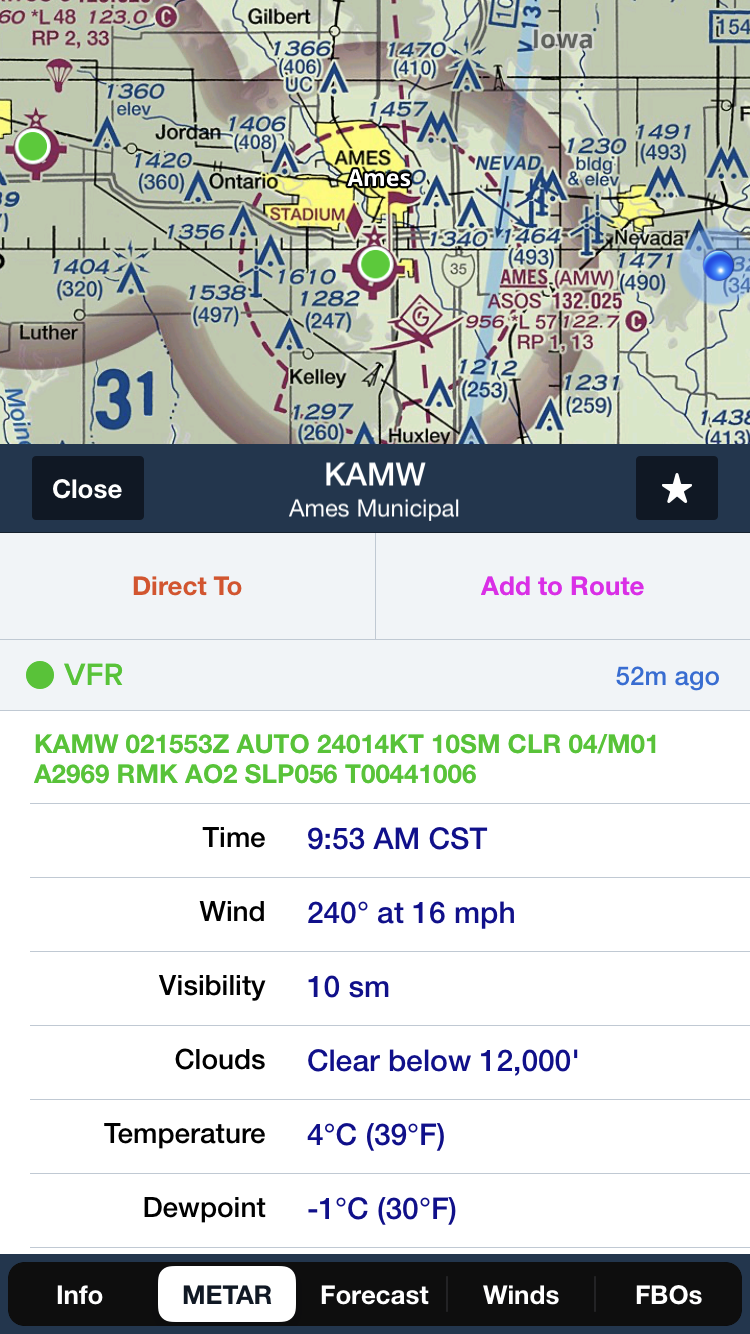 60 *L 48 123.0 C
RP 2, 33
Gilbert
1366
(406)
UC
1470
(410)
Iowa
154
1360
elev
1457
Jordan
1406
(408)
AMES
Ames
NEVAD
1230
bldg
& elev
1491
(493)
1420
(360)
Ontario
STADIUM
1356
1340
1464
(493)
Nevada
1404
(320)
1610
1538
(497)
1282
(247)
35
AMES (AMW)
ASOS 132.025
956 *L 57 122.7 C
RP 1, 13
1471
(490)
G
Luther
31
Kelley
1212
(253)
1231
(259)
1297
(260)
Huxley
1438
(413)
Moin
Close
KAMW
Ames Municipal
Direct To
Add to Route
VFR
52m ago
KAMW 021553Z AUTO 24014KT 10SM CLR 04/M01
A2969 RMK AO2 SLP056 T00441006
Time 9:53 AM CST
Wind 240° at 16 mph
Visibility 10 sm
Clouds Clear below 12,000'
Temperature 4°C (39°F)
Dewpoint -1°C (30°F)
Info METAR Forecast Winds FBOs